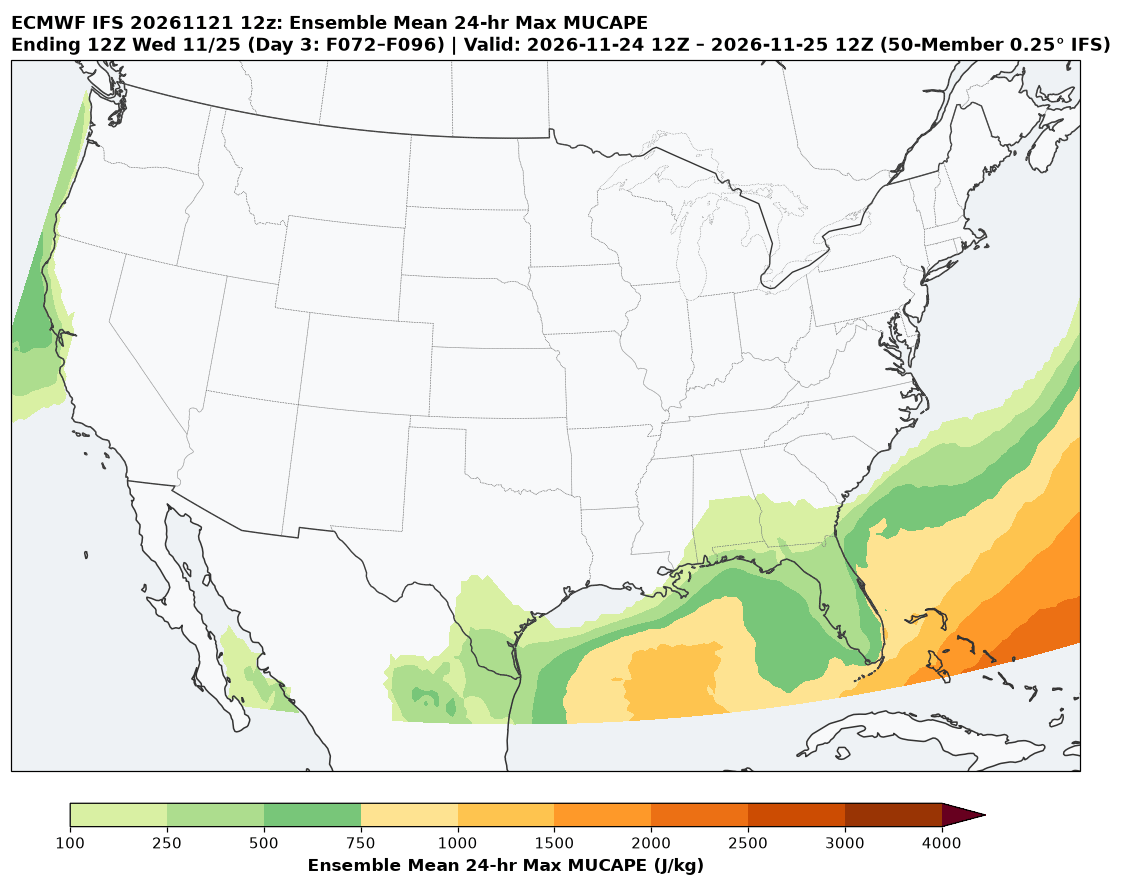 ECMWF IFS 20261121 12z: Ensemble Mean 24-hr Max MUCAPE
Ending 12Z Wed 11/25 (Day 3: F072–F096) | Valid: 2026-11-24 12Z – 2026-11-25 12Z (50-Member 0.25° IFS)
100 250 500 750 1000 1500 2000 2500 3000 4000
Ensemble Mean 24-hr Max MUCAPE (J/kg)